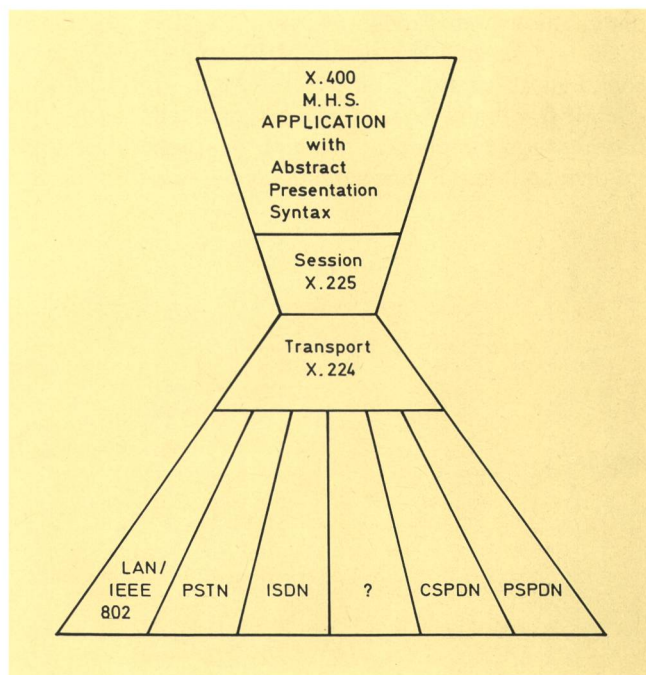 X.400
M.H.S.
APPLICATION
with
Abstract
Presentation
Syntax
Session
X.225
Transport
X.224
LAN/
IEEE
802
PSTN
ISDN
?
CSPDN
PSPDN